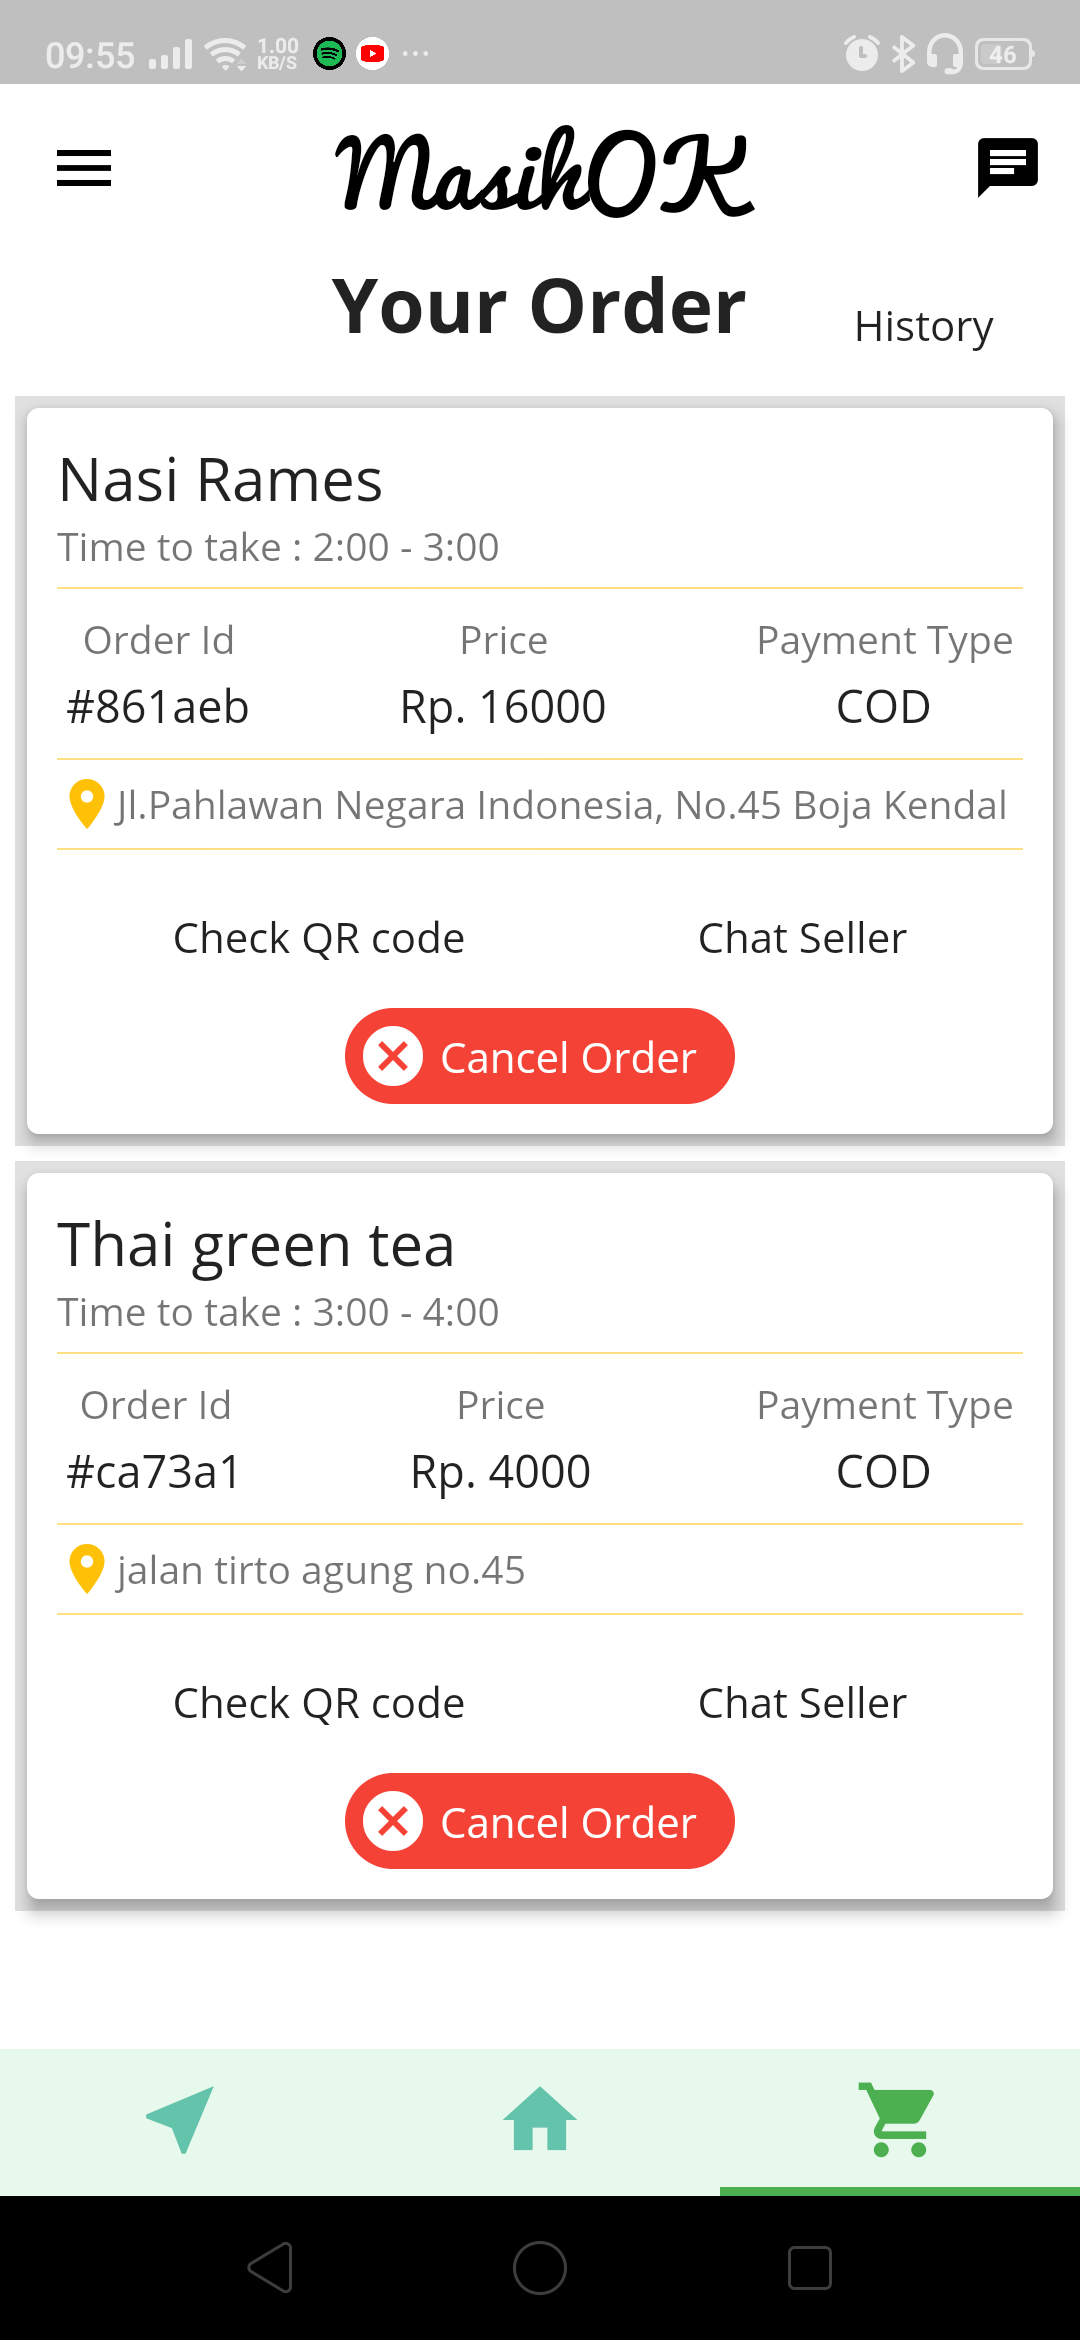 09:55 1.00 KB/S ... 46
MasihOK
Your Order
History
Nasi Rames
Time to take : 2:00 - 3:00
Order Id Price Payment Type
#861aeb Rp. 16000 COD
Jl.Pahlawan Negara Indonesia, No.45 Boja Kendal
Check QR code Chat Seller
Cancel Order
Thai green tea
Time to take : 3:00 - 4:00
Order Id Price Payment Type
#ca73a1 Rp. 4000 COD
jalan tirto agung no.45
Check QR code Chat Seller
Cancel Order